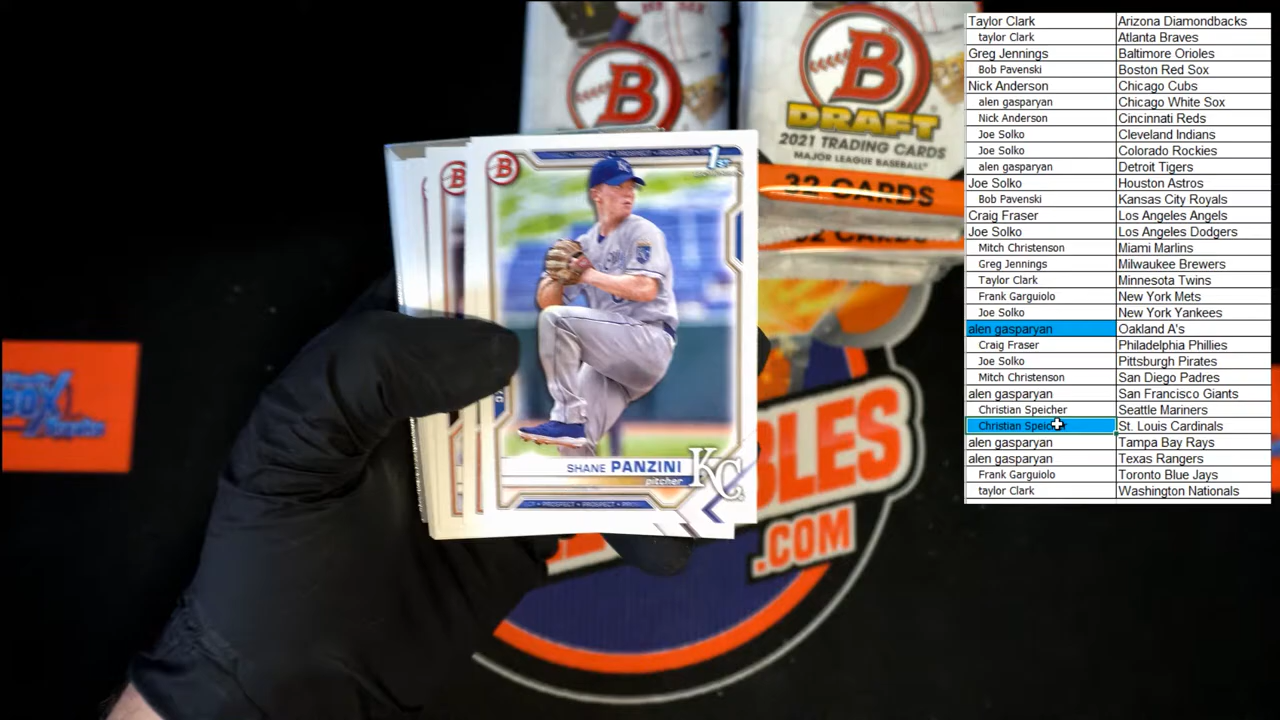 B
B
DRAFT
2021 TRADING CARDS
MAJOR LEAGUE BASEBALL
32 CARDS
32 CARDS
B
B
1ST
PROSPECT
SHANE PANZINI
pitcher
KC
PROSPECT
BLES
.COM
BOX
Taylor Clark Arizona Diamondbacks
taylor Clark Atlanta Braves
Greg Jennings Baltimore Orioles
Bob Pavenski Boston Red Sox
Nick Anderson Chicago Cubs
alen gasparyan Chicago White Sox
Nick Anderson Cincinnati Reds
Joe Solko Cleveland Indians
Joe Solko Colorado Rockies
alen gasparyan Detroit Tigers
Joe Solko Houston Astros
Bob Pavenski Kansas City Royals
Craig Fraser Los Angeles Angels
Joe Solko Los Angeles Dodgers
Mitch Christenson Miami Marlins
Greg Jennings Milwaukee Brewers
Taylor Clark Minnesota Twins
Frank Garguiolo New York Mets
Joe Solko New York Yankees
alen gasparyan Oakland A's
Craig Fraser Philadelphia Phillies
Joe Solko Pittsburgh Pirates
Mitch Christenson San Diego Padres
alen gasparyan San Francisco Giants
Christian Speicher Seattle Mariners
Christian Speicher St. Louis Cardinals
alen gasparyan Tampa Bay Rays
alen gasparyan Texas Rangers
Frank Garguiolo Toronto Blue Jays
taylor Clark Washington Nationals